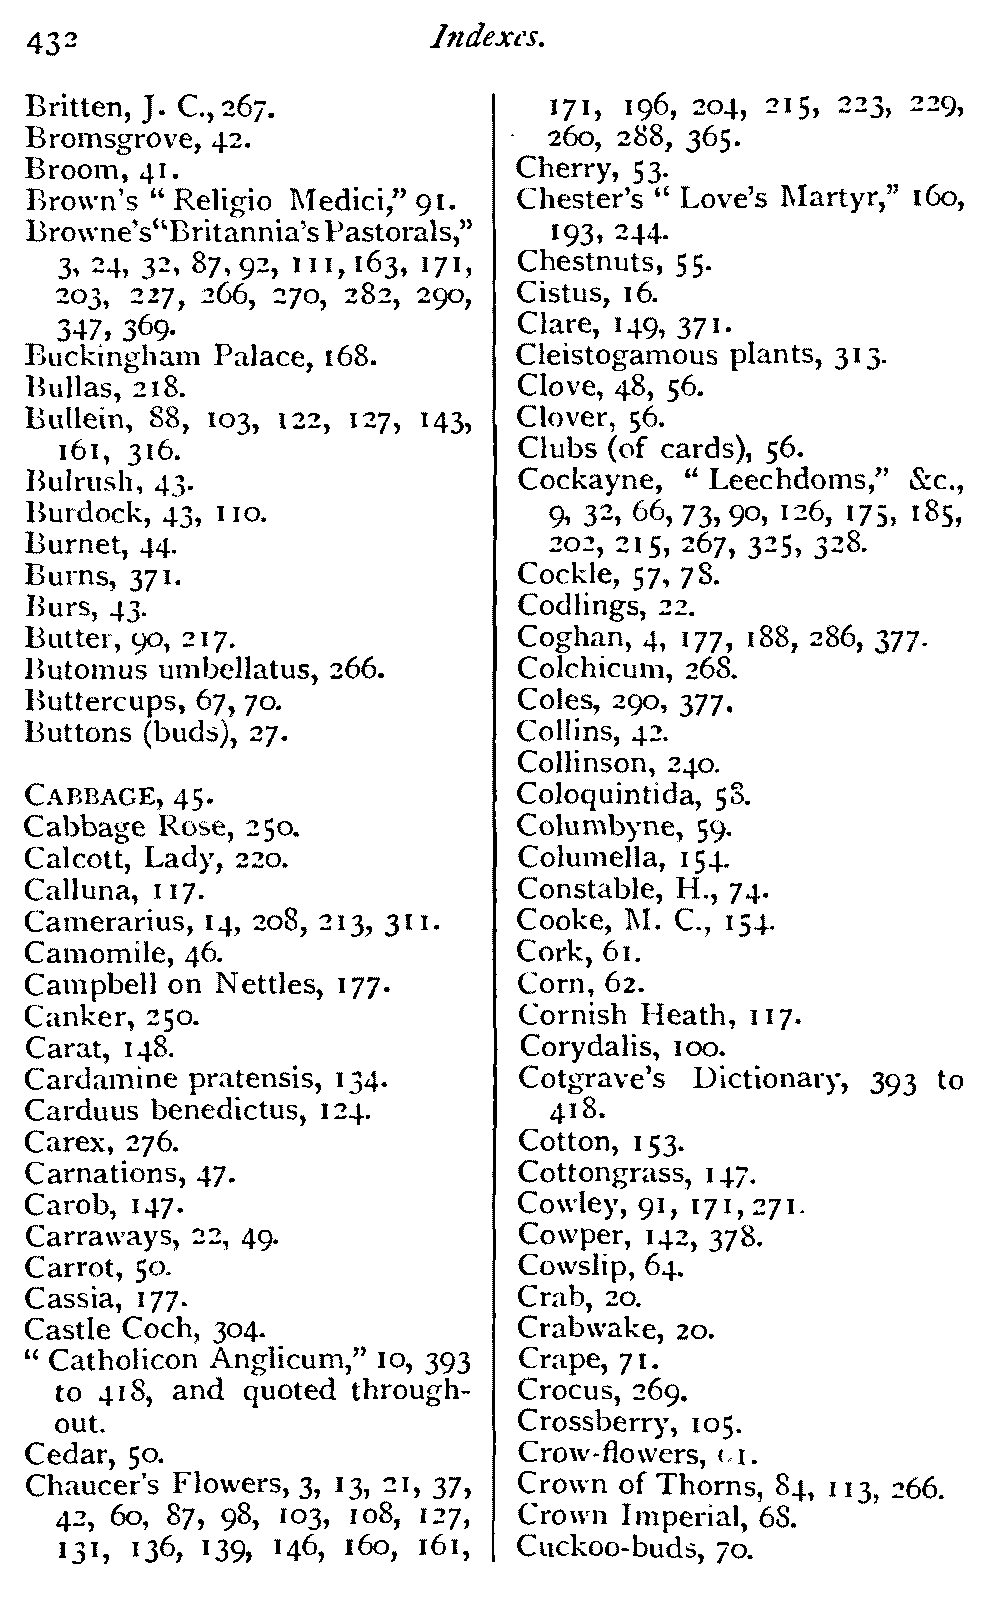 432
Indexes.
Britten, J. C., 267.
Bromsgrove, 42.
Broom, 41.
Brown's “ Religio Medici,” 91.
Browne's “Britannia's Pastorals,”
3, 24, 32, 87, 92, 111, 163, 171,
203, 227, 266, 270, 282, 290,
347, 369.
Buckingham Palace, 168.
Bullas, 218.
Bullein, 88, 103, 122, 127, 143,
161, 316.
Bulrush, 43.
Burdock, 43, 110.
Burnet, 44.
Burns, 371.
Burs, 43.
Butter, 90, 217.
Butomus umbellatus, 266.
Buttercups, 67, 70.
Buttons (buds), 27.
CABBAGE, 45.
Cabbage Rose, 250.
Calcott, Lady, 220.
Calluna, 117.
Camerarius, 14, 208, 213, 311.
Camomile, 46.
Campbell on Nettles, 177.
Canker, 250.
Carat, 148.
Cardamine pratensis, 134.
Carduus benedictus, 124.
Carex, 276.
Carnations, 47.
Carob, 147.
Carraways, 22, 49.
Carrot, 50.
Cassia, 177.
Castle Coch, 304.
“ Catholicon Anglicum,” 10, 393
to 418, and quoted through-
out.
Cedar, 50.
Chaucer's Flowers, 3, 13, 21, 37,
42, 60, 87, 98, 103, 108, 127,
131, 136, 139, 146, 160, 161,
171, 196, 204, 215, 223, 229,
260, 288, 365.
Cherry, 53.
Chester's “ Love's Martyr,” 160,
193, 244.
Chestnuts, 55.
Cistus, 16.
Clare, 149, 371.
Cleistogamous plants, 313.
Clove, 48, 56.
Clover, 56.
Clubs (of cards), 56.
Cockayne, “ Leechdoms,” &c.,
9, 32, 66, 73, 90, 126, 175, 185,
202, 215, 267, 325, 328.
Cockle, 57, 78.
Codlings, 22.
Coghan, 4, 177, 188, 286, 377.
Colchicum, 268.
Coles, 290, 377.
Collins, 42.
Collinson, 240.
Coloquintida, 58.
Columbyne, 59.
Columella, 154.
Constable, H., 74.
Cooke, M. C., 154.
Cork, 61.
Corn, 62.
Cornish Heath, 117.
Corydalis, 100.
Cotgrave's Dictionary, 393 to
418.
Cotton, 153.
Cottongrass, 147.
Cowley, 91, 171, 271.
Cowper, 142, 378.
Cowslip, 64.
Crab, 20.
Crabwake, 20.
Crape, 71.
Crocus, 269.
Crossberry, 105.
Crow-flowers,
Crown of Thorns, 84, 113, 266.
Crown Imperial, 68.
Cuckoo-buds, 70.